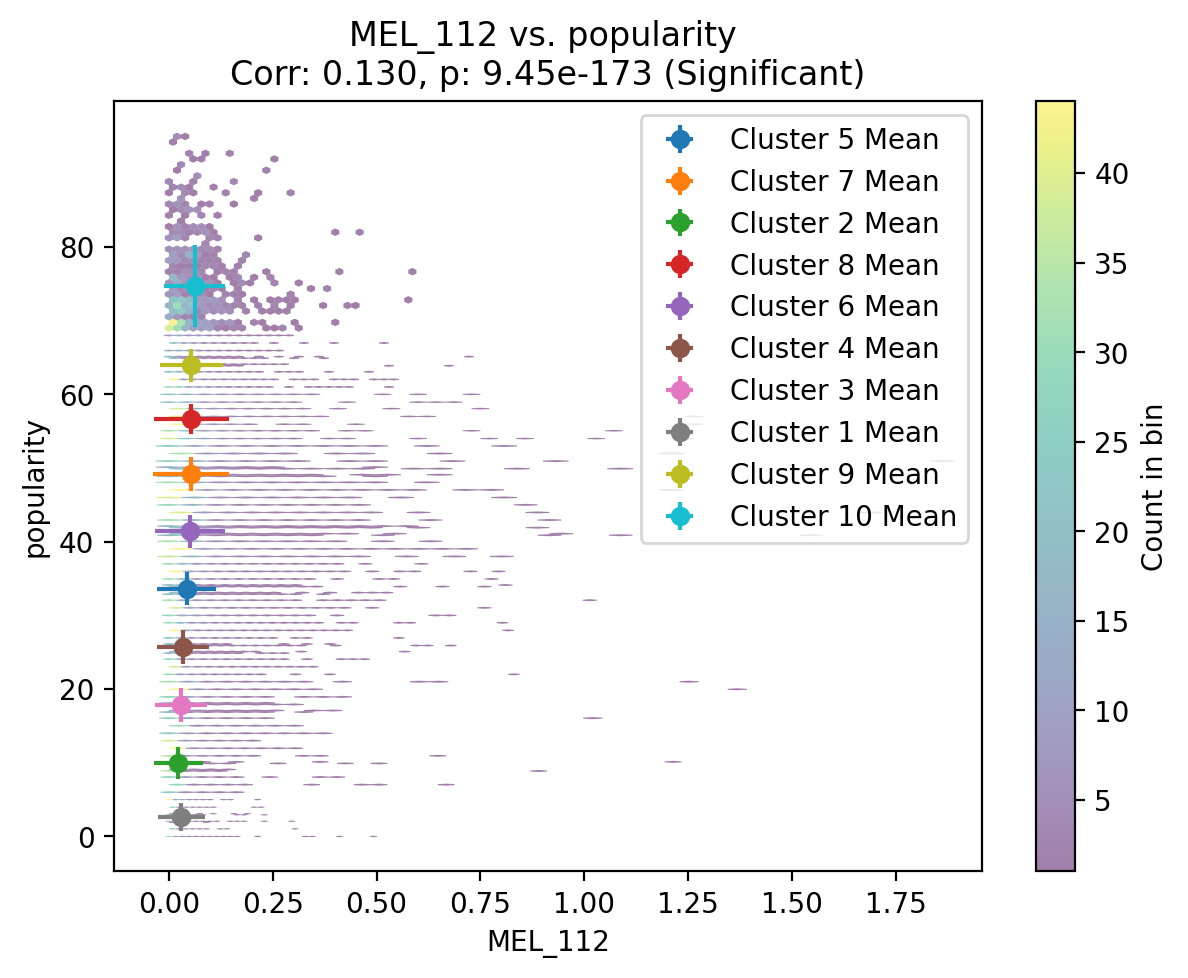 MEL_112 vs. popularity
Corr: 0.130, p: 9.45e-173 (Significant)
Cluster 5 Mean
Cluster 7 Mean
Cluster 2 Mean
Cluster 8 Mean
Cluster 6 Mean
Cluster 4 Mean
Cluster 3 Mean
Cluster 1 Mean
Cluster 9 Mean
Cluster 10 Mean
popularity
80
60
40
20
0
0.00 0.25 0.50 0.75 1.00 1.25 1.50 1.75
MEL_112
40
35
30
25
20
15
10
5
Count in bin